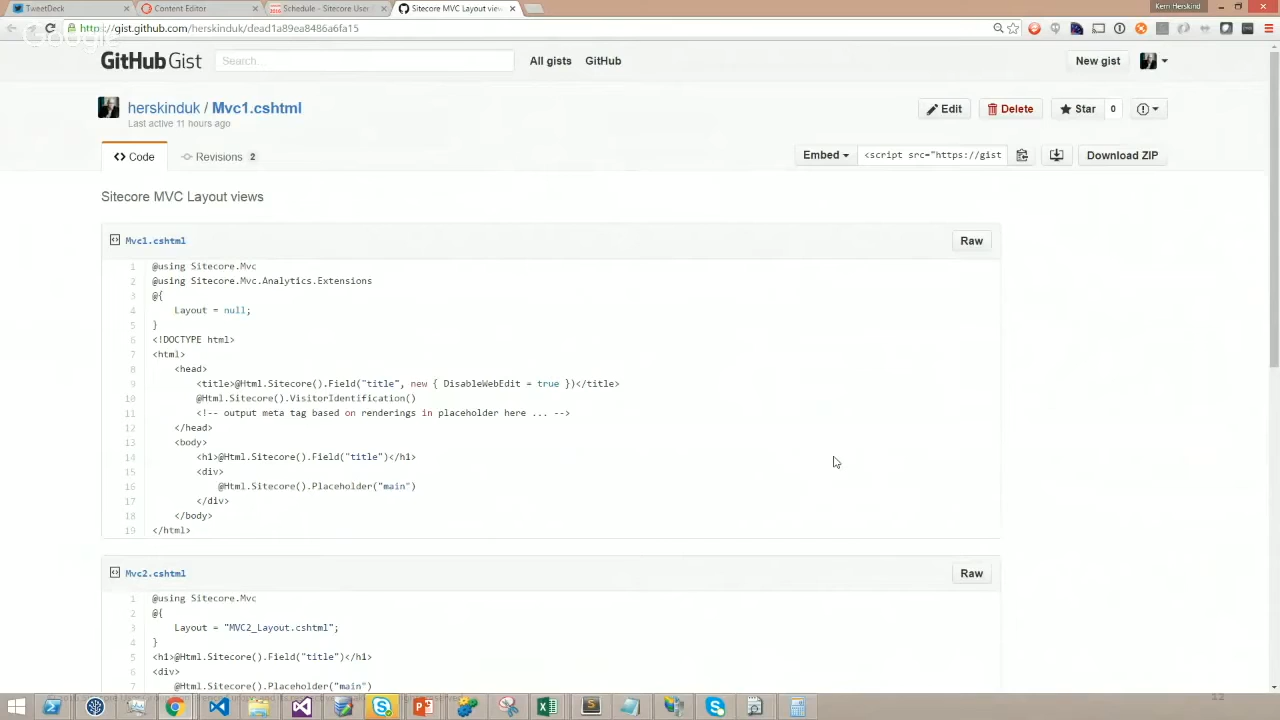 TweetDeck
Content Editor
Schedule - Sitecore User
Sitecore MVC Layout view
Kern Herskind
https://gist.github.com/herskinduk/dead1a89ea8486a6fa15
Google
GitHub Gist
Search...
All gists
GitHub
New gist
herskinduk / Mvc1.cshtml
Last active 11 hours ago
Edit
Delete
Star
0
Code
Revisions 2
Embed
<script src="https://gist
Download ZIP
Sitecore MVC Layout views
Mvc1.cshtml
Raw
1 @using Sitecore.Mvc
2 @using Sitecore.Mvc.Analytics.Extensions
3 @{
4 Layout = null;
5 }
6 <!DOCTYPE html>
7 <html>
8 <head>
9 <title>@Html.Sitecore().Field("title", new { DisableWebEdit = true })</title>
10 @Html.Sitecore().VisitorIdentification()
11 <!-- output meta tag based on renderings in placeholder here ... -->
12 </head>
13 <body>
14 <h1>@Html.Sitecore().Field("title")</h1>
15 <div>
16 @Html.Sitecore().Placeholder("main")
17 </div>
18 </body>
19 </html>
Mvc2.cshtml
Raw
1 @using Sitecore.Mvc
2 @{
3 Layout = "MVC2_Layout.cshtml";
4 }
5 <h1>@Html.Sitecore().Field("title")</h1>
6 <div>
7 @Html.Sitecore().Placeholder("main")
12